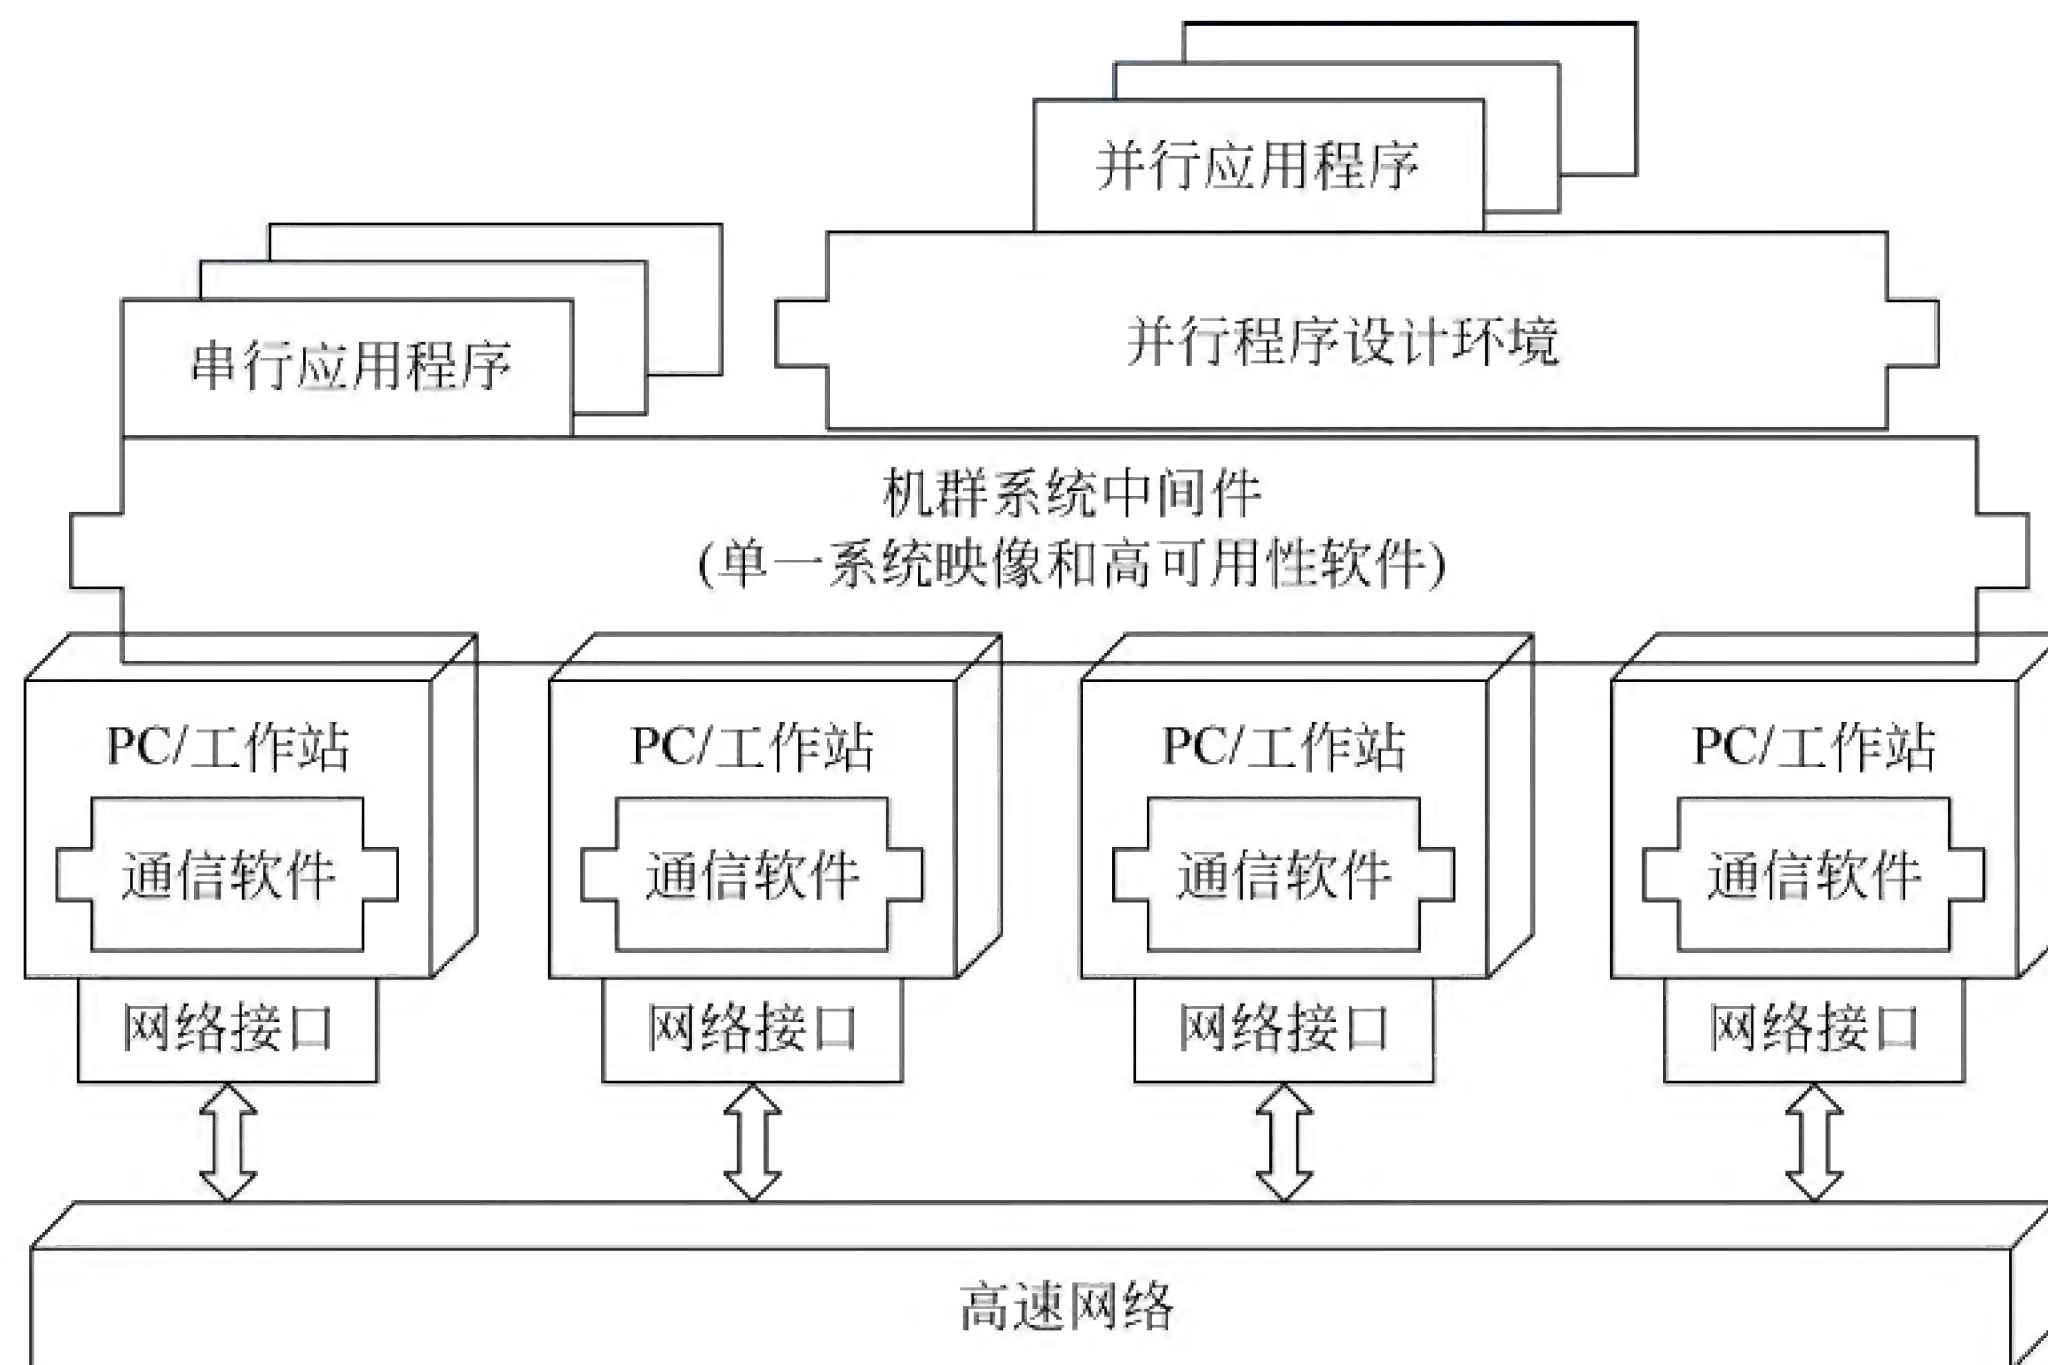 并行应用程序
串行应用程序
并行程序设计环境
机群系统中间件
(单一系统映像和高可用性软件)
PC/工作站
PC/工作站
PC/工作站
PC/工作站
通信软件
通信软件
通信软件
通信软件
网络接口
网络接口
网络接口
网络接口
高速网络